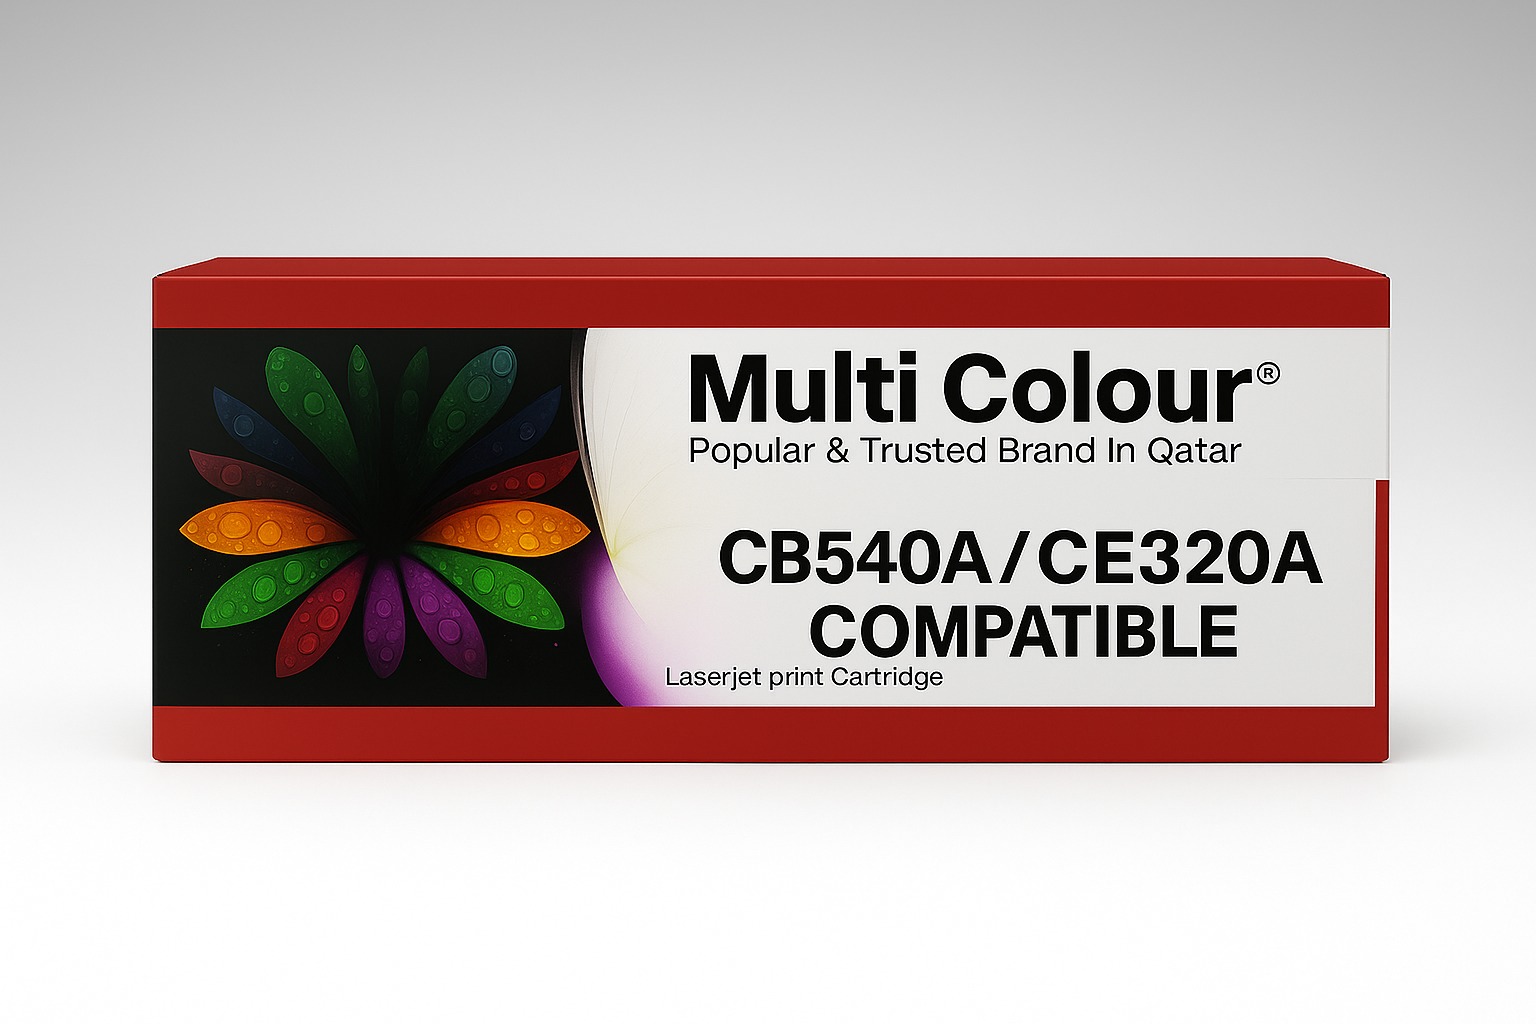 Multi Colour®
Popular & Trusted Brand In Qatar
CB540A/CE320A
COMPATIBLE
Laserjet print Cartridge